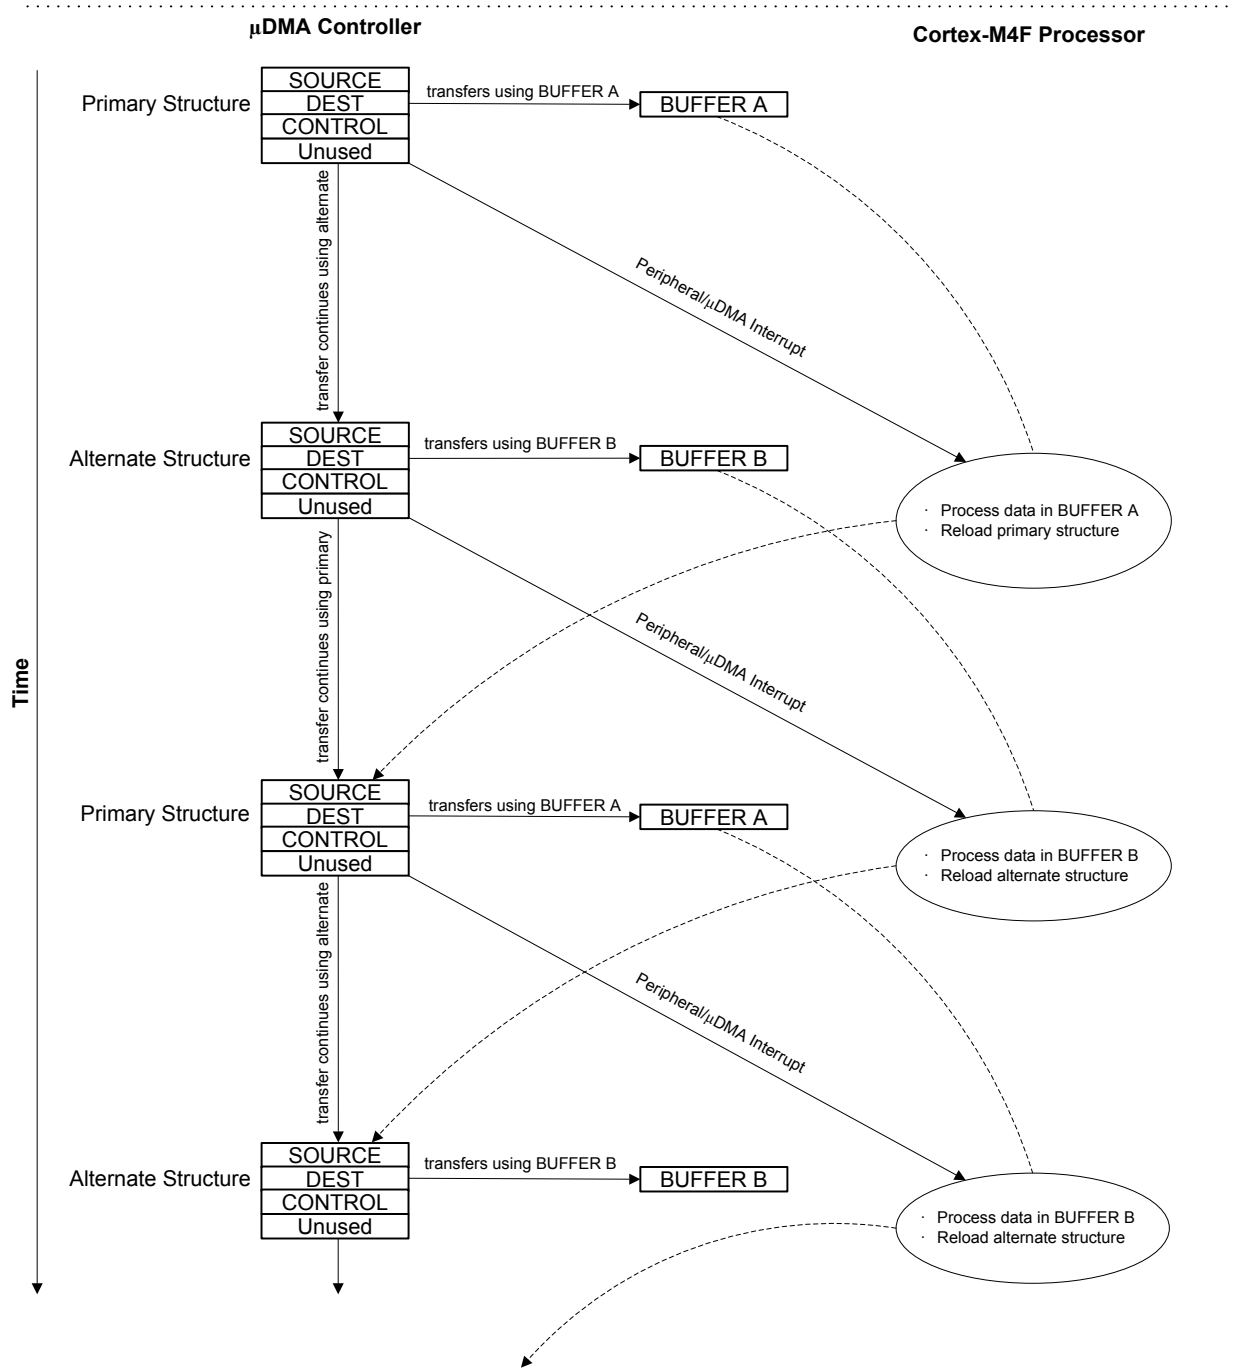 µDMA Controller
Cortex-M4F Processor
SOURCE
Primary Structure
DEST
transfers using BUFFER A
BUFFER A
CONTROL
Unused
transfer continues using alternate
Peripheral/µDMA Interrupt
SOURCE
Alternate Structure
DEST
transfers using BUFFER B
BUFFER B
CONTROL
Unused
· Process data in BUFFER A
· Reload primary structure
transfer continues using primary
Peripheral/µDMA Interrupt
Time
SOURCE
Primary Structure
DEST
transfers using BUFFER A
BUFFER A
CONTROL
Unused
· Process data in BUFFER B
· Reload alternate structure
transfer continues using alternate
Peripheral/µDMA Interrupt
SOURCE
Alternate Structure
DEST
transfers using BUFFER B
BUFFER B
CONTROL
Unused
· Process data in BUFFER B
· Reload alternate structure